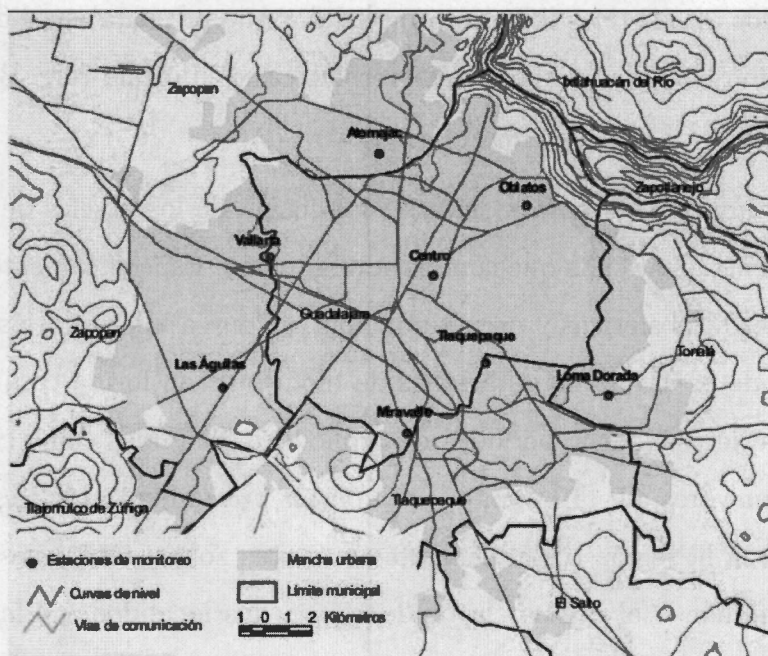 Zapopan
Ixtlahuacán del Río
Atemajac
Oblatos
Zapotlanejo
Vallarta
Centro
Guadalajara
Zapopan
Tlaquepaque
Tonalá
Las Águilas
Loma Dorada
Miravalle
Tlaquepaque
Tlajomulco de Zúñiga
Estaciones de monitoreo
Mancha urbana
Curvas de nivel
Límite municipal
El Salto
Vías de comunicación
1 0 1 2 Kilómetros